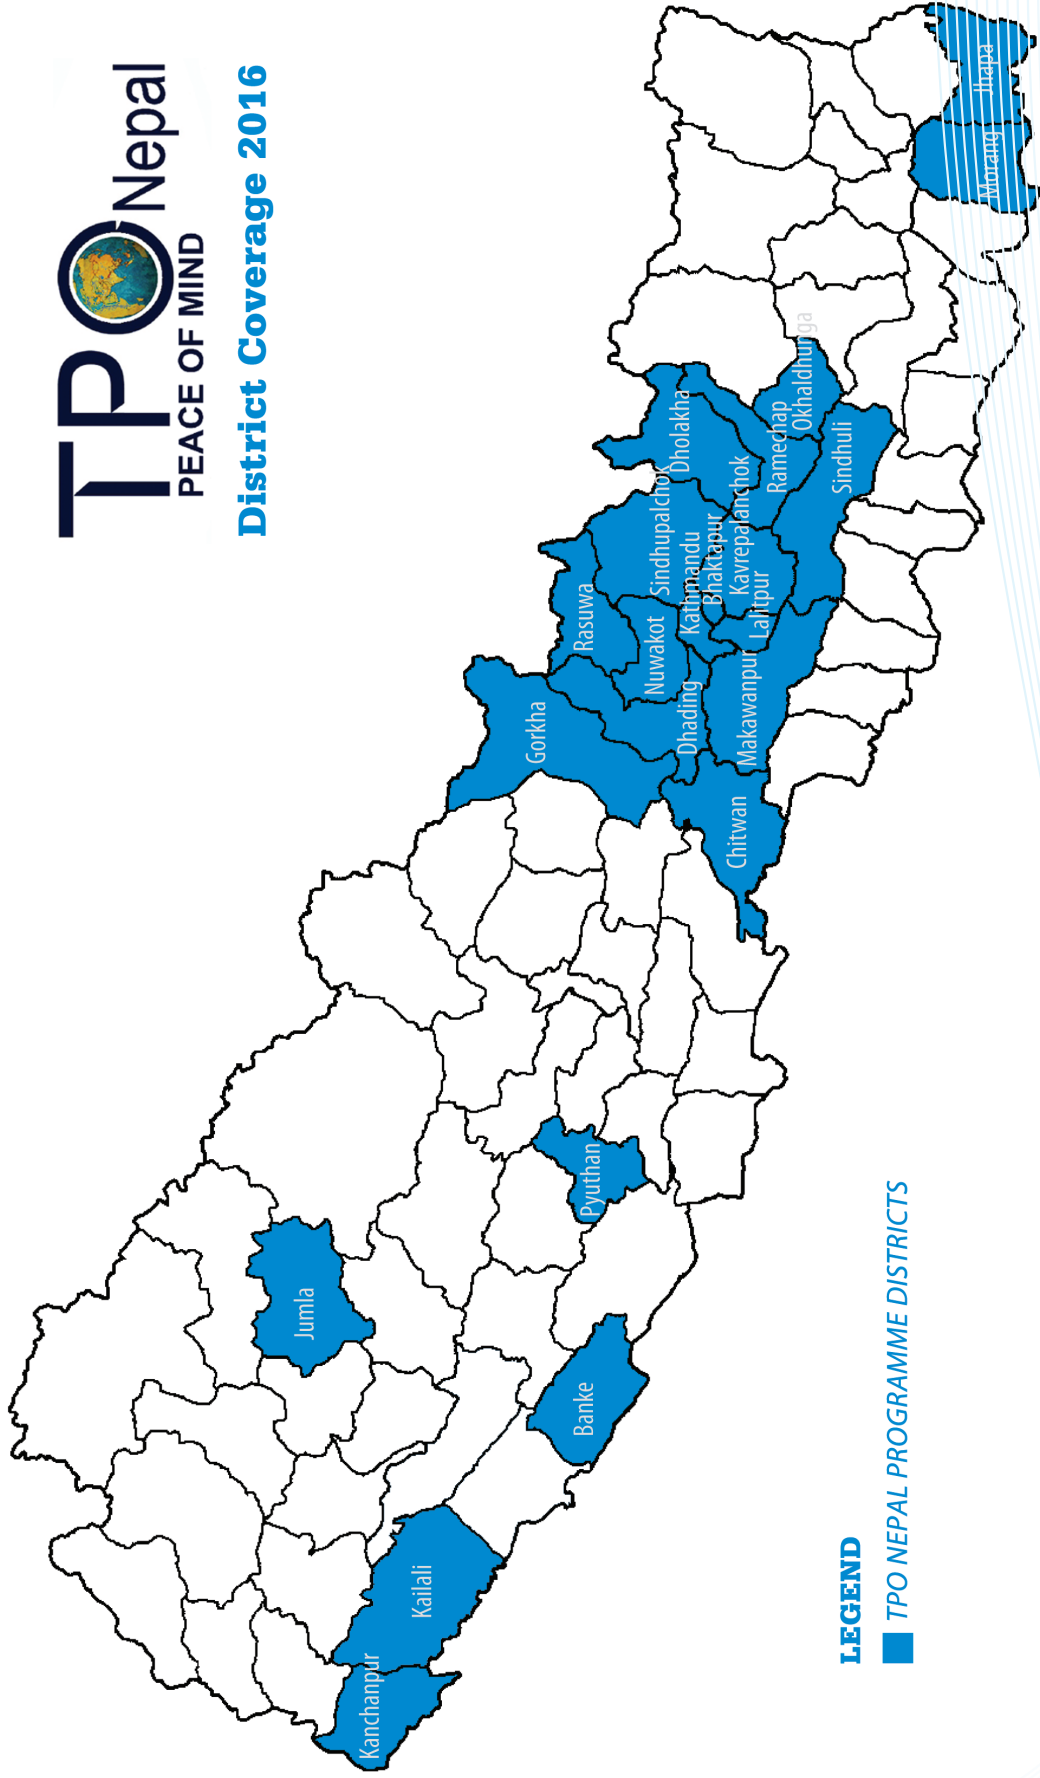 TPO Nepal
PEACE OF MIND
District Coverage 2016
Kanchanpur
Kailali
Jumla
Banke
Pyuthan
Gorkha
Chitwan
Rasuwa
Nuwakot
Dhading
Makawanpur
Sindhupalchok
Kathmandu
Bhaktapur
Kavrepalanchok
Lalitpur
Dholakha
Ramechap
Okhaldhunga
Sindhuli
Morang
Jhapa
LEGEND
TPO NEPAL PROGRAMME DISTRICTS